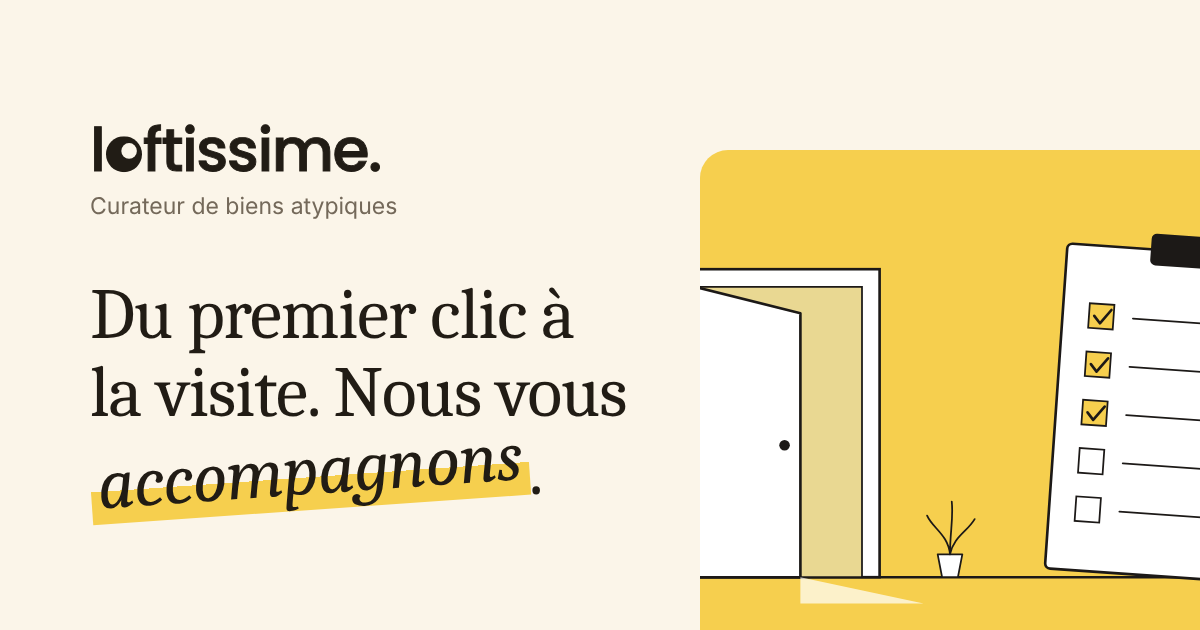 loftissime.
Curateur de biens atypiques
Du premier clic à
la visite. Nous vous
accompagnons.